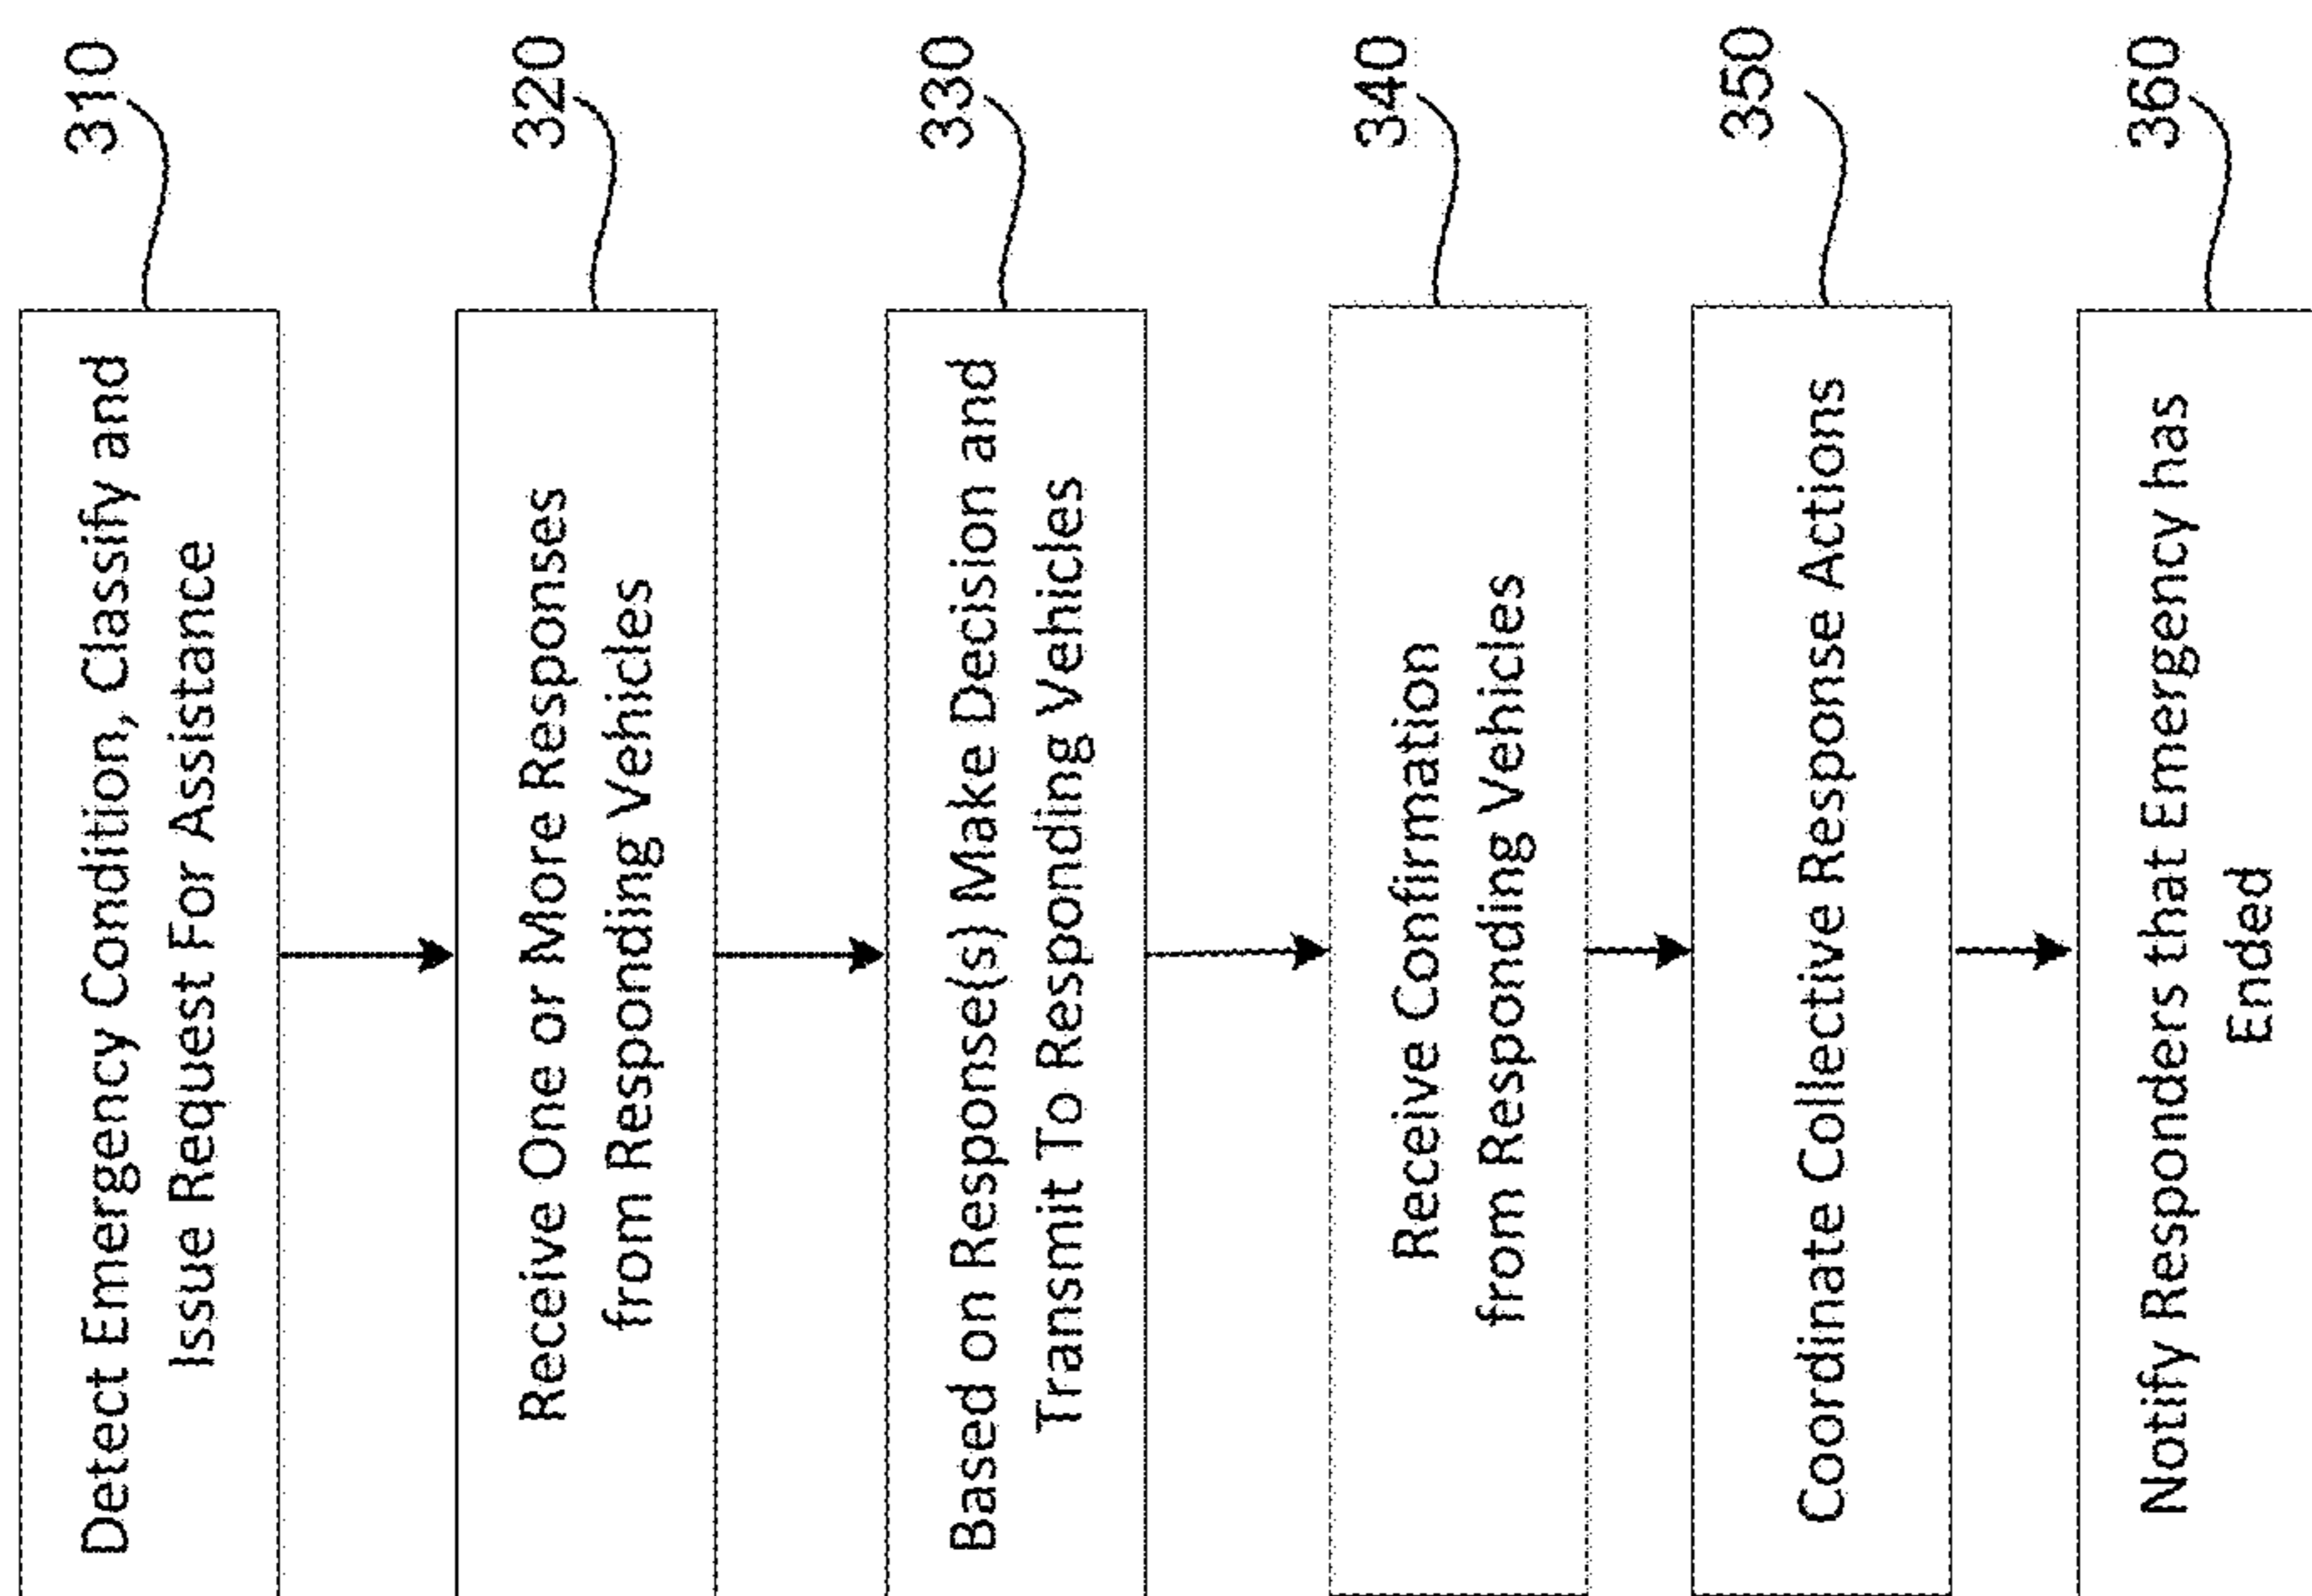 310
Detect Emergency Condition, Classify and
Issue Request For Assistance
320
Receive One or More Responses
from Responding Vehicles
330
Based on Response(s) Make Decision and
Transmit To Responding Vehicles
340
Receive Confirmation
from Responding Vehicles
350
Coordinate Collective Response Actions
360
Notify Responders that Emergency has
Ended